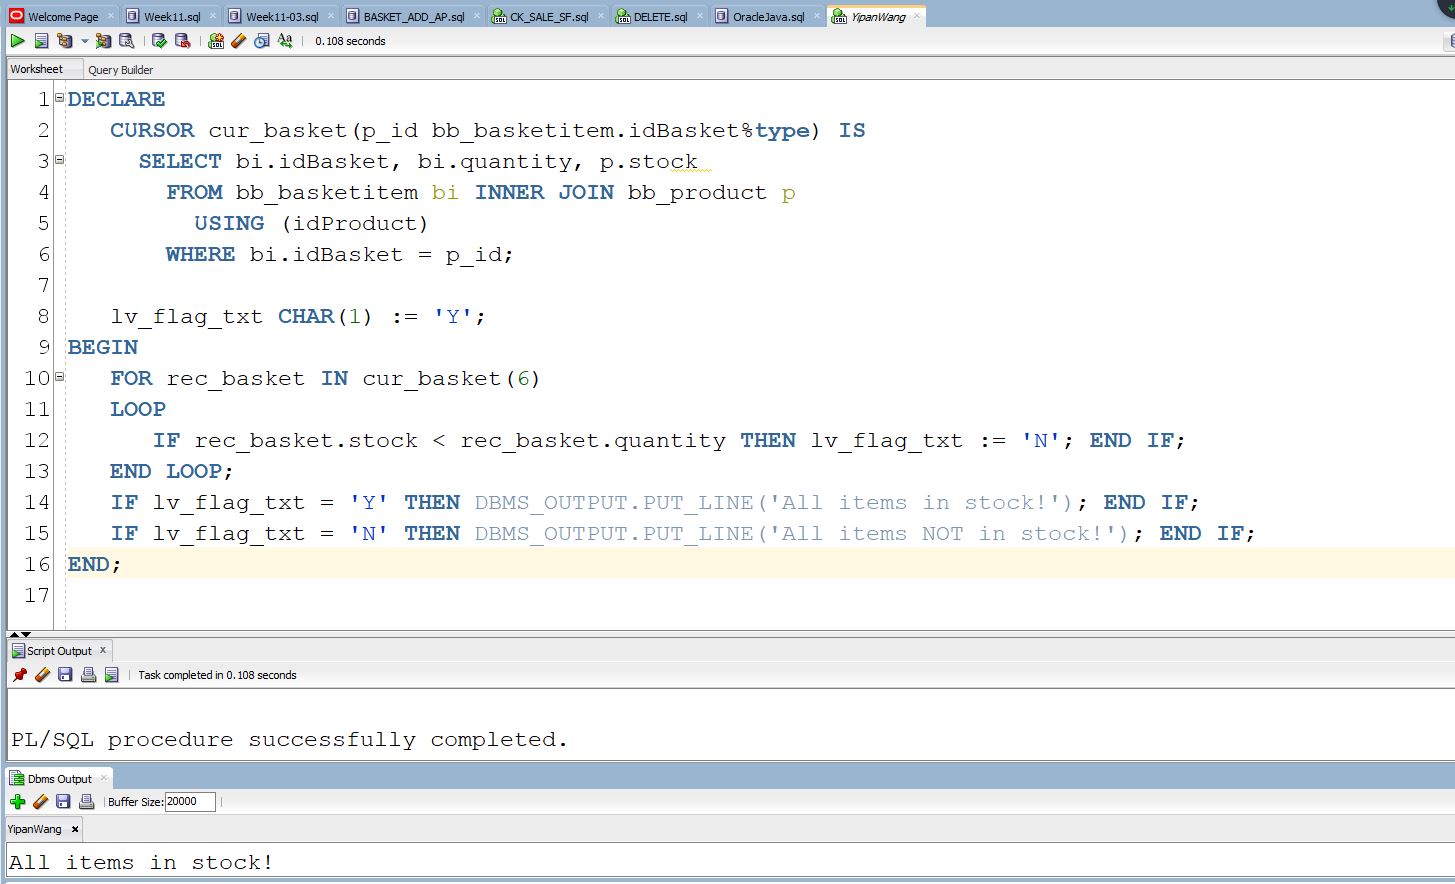 Welcome Page × Week11.sql × Week11-03.sql × BASKET_ADD_AP.sql × CK_SALE_SF.sql × DELETE.sql × OracleJava.sql × YipanWang ×
SQL Aa 0.108 seconds
Worksheet Query Builder
1 DECLARE
2 CURSOR cur_basket(p_id bb_basketitem.idBasket%type) IS
3 SELECT bi.idBasket, bi.quantity, p.stock
4 FROM bb_basketitem bi INNER JOIN bb_product p
5 USING (idProduct)
6 WHERE bi.idBasket = p_id;
7
8 lv_flag_txt CHAR(1) := 'Y';
9 BEGIN
10 FOR rec_basket IN cur_basket(6)
11 LOOP
12 IF rec_basket.stock < rec_basket.quantity THEN lv_flag_txt := 'N'; END IF;
13 END LOOP;
14 IF lv_flag_txt = 'Y' THEN DBMS_OUTPUT.PUT_LINE('All items in stock!'); END IF;
15 IF lv_flag_txt = 'N' THEN DBMS_OUTPUT.PUT_LINE('All items NOT in stock!'); END IF;
16 END;
17
Script Output ×
Task completed in 0.108 seconds
PL/SQL procedure successfully completed.
Dbms Output ×
Buffer Size: 20000
YipanWang ×
All items in stock!